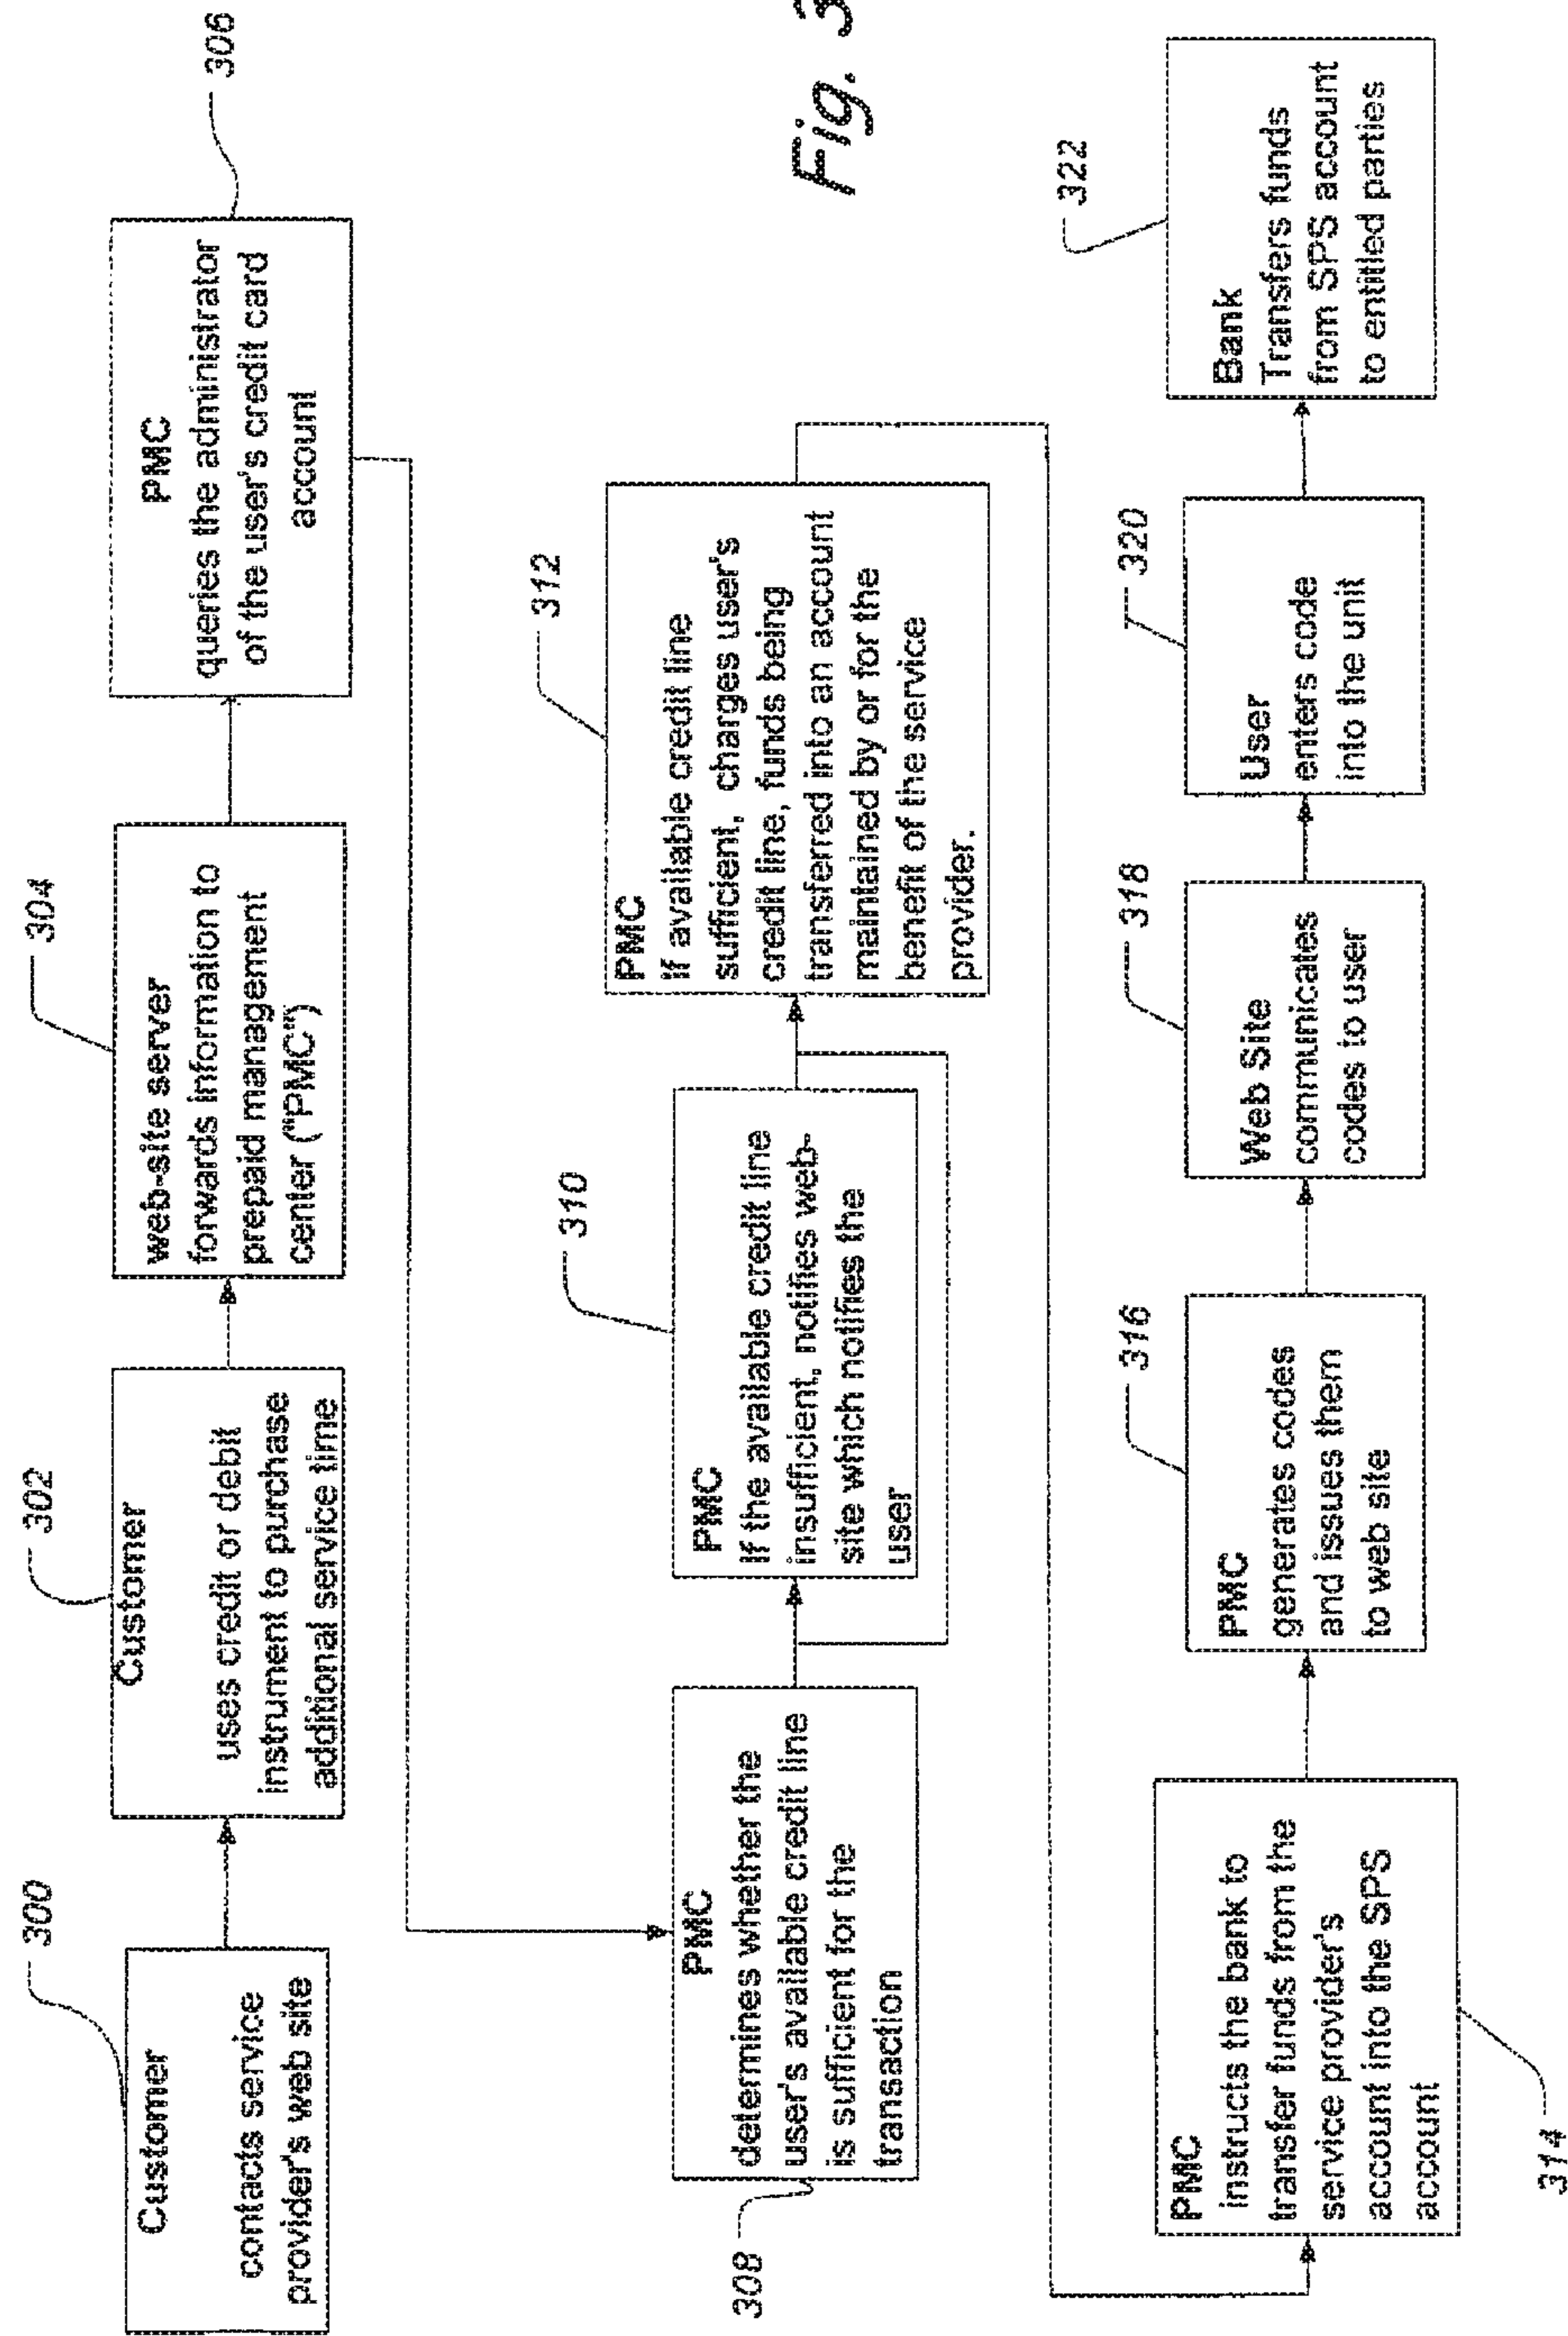 300
Customer
contacts service
provider's web site
302
Customer
uses credit or debit
instrument to purchase
additional service time
304
web-site server
forwards information to
prepaid management
center ("PMC")
306
PMC
queries the administrator
of the user's credit card
account
308
PMC
determines whether the
user's available credit line
is sufficient for the
transaction
310
PMC
If the available credit line
insufficient, notifies web-
site which notifies the
user
312
PMC
If available credit line
sufficient, charges user's
credit line, funds being
transferred into an account
maintained by or for the
benefit of the service
provider.
Fig. 3
314
PMC
instructs the bank to
transfer funds from the
service provider's
account into the SPS
account
316
PMC
generates codes
and issues them
to web site
318
Web Site
communicates
codes to user
320
User
enters code
into the unit
322
Bank
Transfers funds
from SPS account
to entitled parties